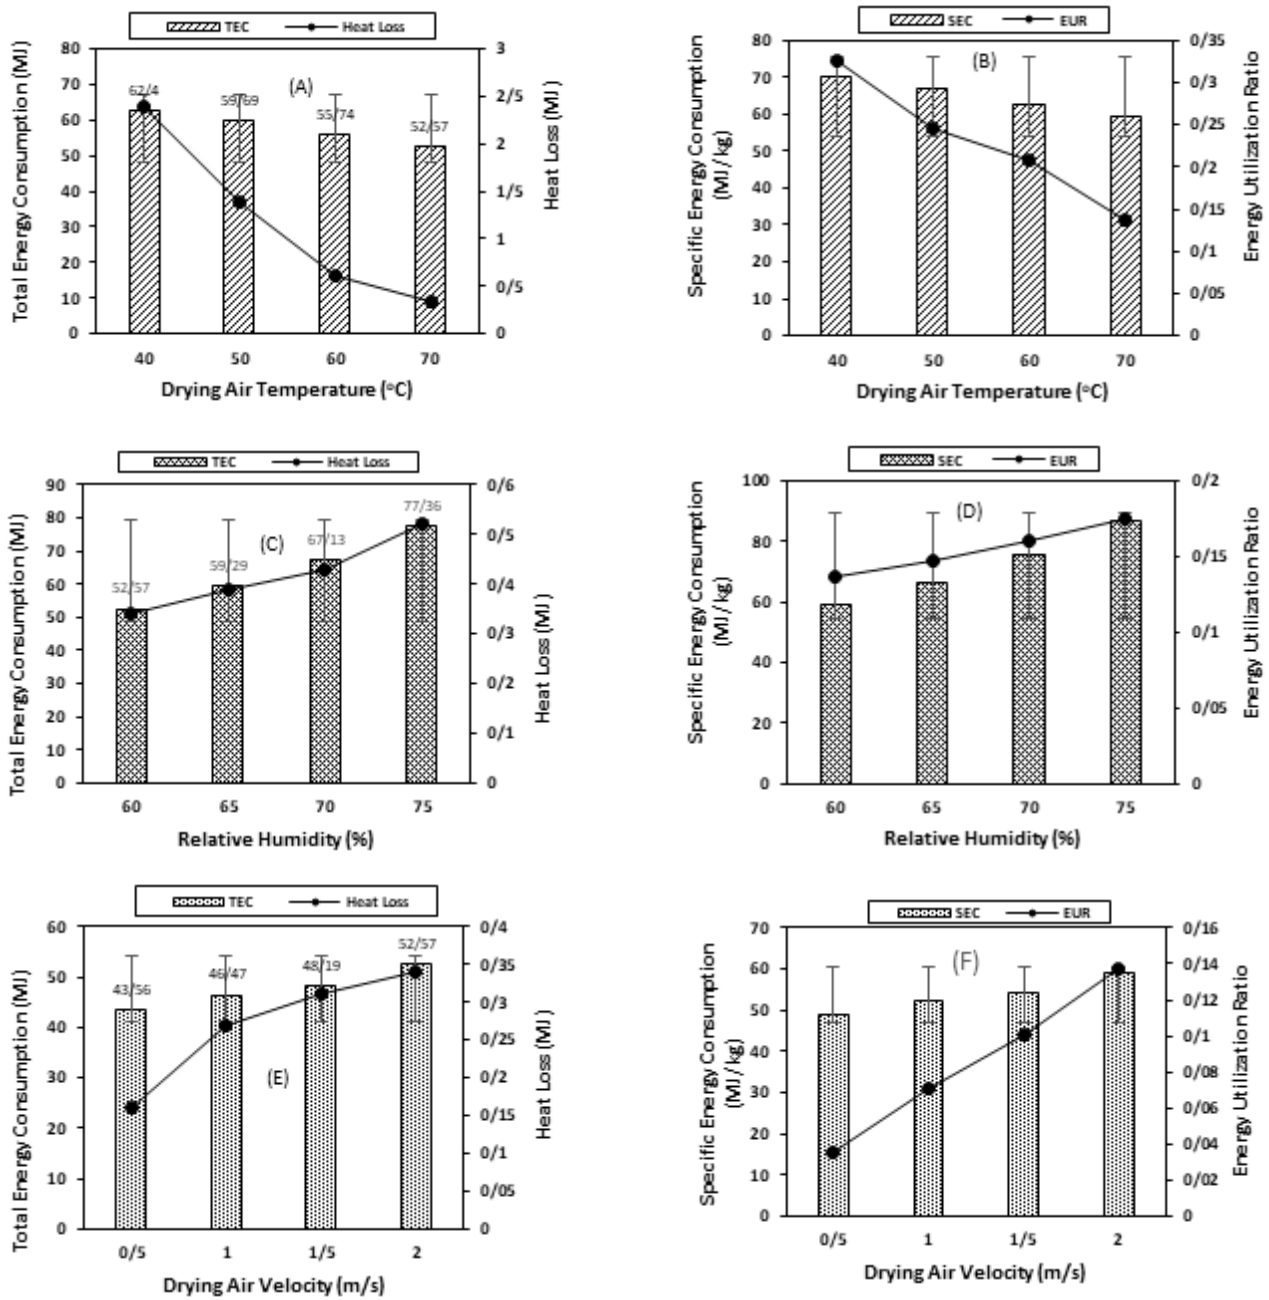 TEC Heat Loss
Total Energy Consumption (MJ)
80
70
60
50
40
30
20
10
0
(A)
62/4
59/69
55/74
52/57
3
2/5
2
1/5
1
0/5
0
Heat Loss (MJ)
40 50 60 70
Drying Air Temperature (°C)
SEC EUR
Specific Energy Consumption
(MJ/kg)
80
70
60
50
40
30
20
10
0
(B)
0/35
0/3
0/25
0/2
0/15
0/1
0/05
0
Energy Utilization Ratio
40 50 60 70
Drying Air Temperature (°C)
TEC Heat Loss
Total Energy Consumption (MJ)
90
80
70
60
50
40
30
20
10
0
(C)
52/57
59/29
67/13
77/36
0/6
0/5
0/4
0/3
0/2
0/1
0
Heat Loss (MJ)
60 65 70 75
Relative Humidity (%)
SEC EUR
Specific Energy Consumption
(MJ/kg)
100
80
60
40
20
0
(D)
0/2
0/15
0/1
0/05
0
Energy Utilization Ratio
60 65 70 75
Relative Humidity (%)
TEC Heat Loss
Total Energy Consumption (MJ)
60
50
40
30
20
10
0
43/56
46/47
48/19
52/57
(E)
0/4
0/35
0/3
0/25
0/2
0/15
0/1
0/05
0
Heat Loss (MJ)
0/5 1 1/5 2
Drying Air Velocity (m/s)
SEC EUR
Specific Energy Consumption
(MJ/kg)
70
60
50
40
30
20
10
0
(F)
0/16
0/14
0/12
0/1
0/08
0/06
0/04
0/02
0
Energy Utilization Ratio
0/5 1 1/5 2
Drying Air Velocity (m/s)